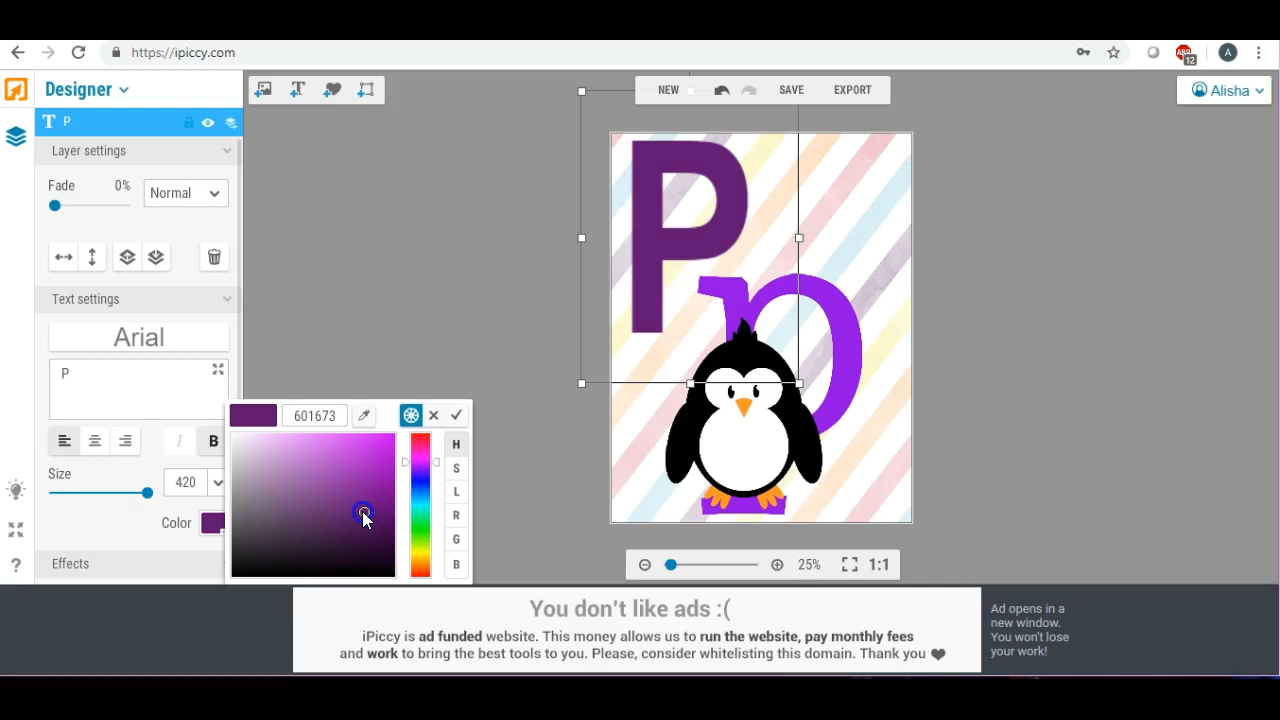 https://ipiccy.com
ABP
12
A
Designer
NEW
SAVE
EXPORT
Alisha
T P
Layer settings
Fade 0%
Normal
Text settings
Arial
P
I B
Size
420
Color
601673
H
S
L
R
G
B
Effects
?
P
p
25%
1:1
You don't like ads :(
iPiccy is ad funded website. This money allows us to run the website, pay monthly fees
and work to bring the best tools to you. Please, consider whitelisting this domain. Thank you
Ad opens in a
new window.
You won't lose
your work!